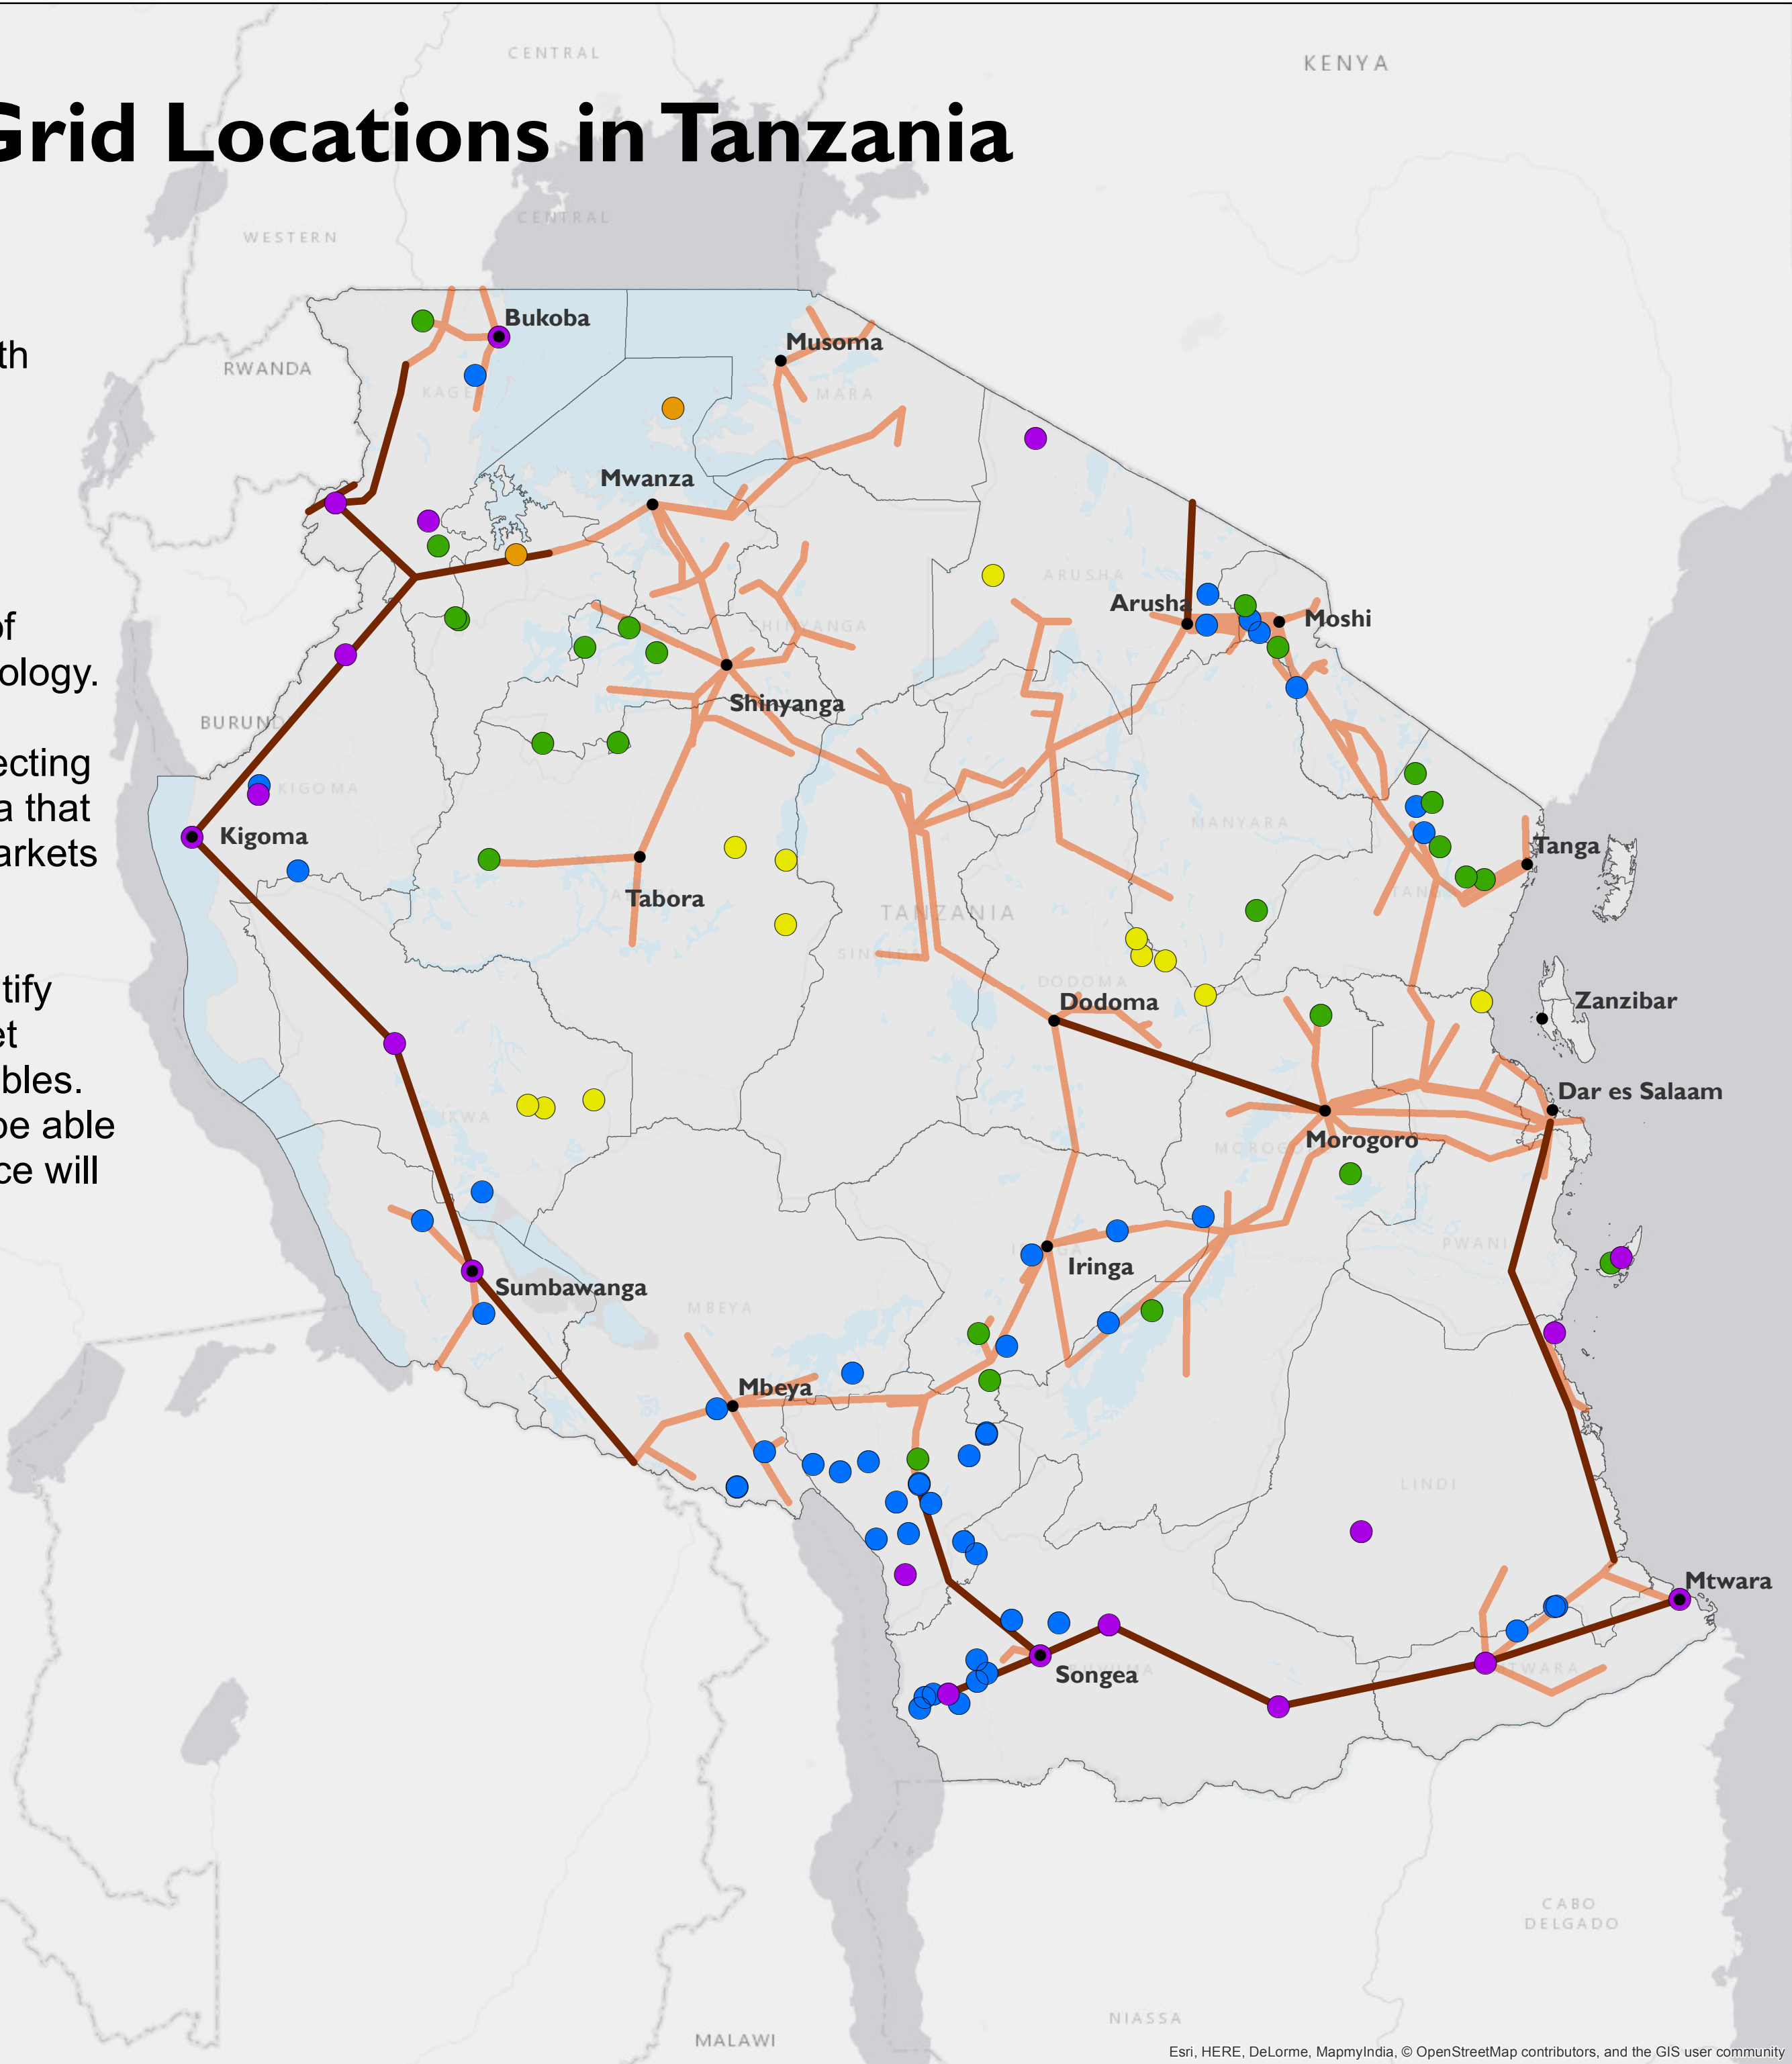 CENTRAL
KENYA
Grid Locations in Tanzania
CENTRAL
WESTERN
Bukoba
Musoma
th
RWANDA
MARA
Mwanza
ARUSHA
Arusha
Moshi
of
SHINYANGA
ology.
Shinyanga
BURUND
ecting
KIGOMA
a that
MANYARA
Kigoma
Tanga
arkets
Tabora
TANZANIA
DODOMA
tify
Dodoma
Zanzibar
et
bles.
Dar es Salaam
be able
Morogoro
ce will
PWANI
Iringa
Sumbawanga
MBEYA
Mbeya
LINDI
Mtwara
Songea
CABO
DELGADO
NIASSA
MALAWI
Esri, HERE, DeLorme, MapmyIndia, © OpenStreetMap contributors, and the GIS user community